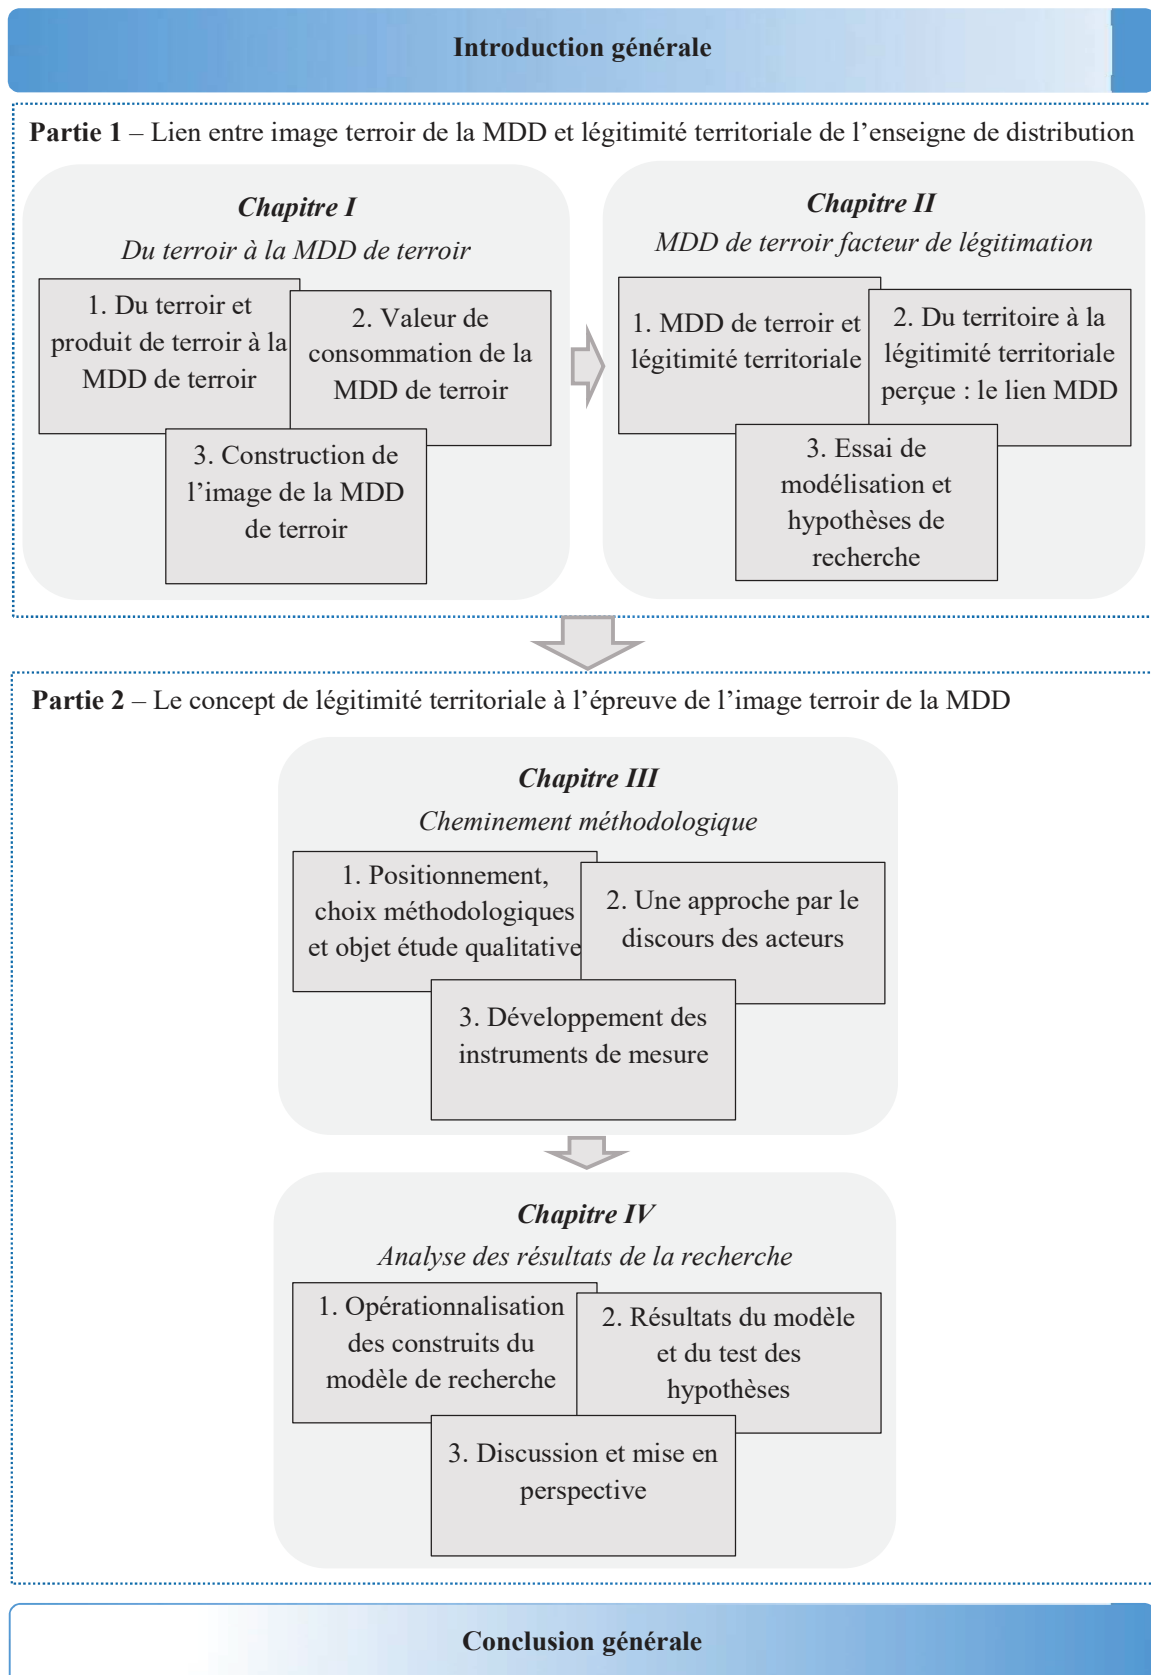 Introduction générale
Partie 1 – Lien entre image terroir de la MDD et légitimité territoriale de l’enseigne de distribution
Chapitre I
Du terroir à la MDD de terroir
1. Du terroir et
produit de terroir à la
MDD de terroir
2. Valeur de
consommation de la
MDD de terroir
3. Construction de
l’image de la MDD
de terroir
Chapitre II
MDD de terroir facteur de légitimation
1. MDD de terroir et
légitimité territoriale
2. Du territoire à la
légitimité territoriale
perçue : le lien MDD
3. Essai de
modélisation et
hypothèses de
recherche
Partie 2 – Le concept de légitimité territoriale à l’épreuve de l’image terroir de la MDD
Chapitre III
Cheminement méthodologique
1. Positionnement,
choix méthodologiques
et objet étude qualitative
2. Une approche par le
discours des acteurs
3. Développement des
instruments de mesure
Chapitre IV
Analyse des résultats de la recherche
1. Opérationnalisation
des construits du
modèle de recherche
2. Résultats du modèle
et du test des
hypothèses
3. Discussion et mise en
perspective
Conclusion générale